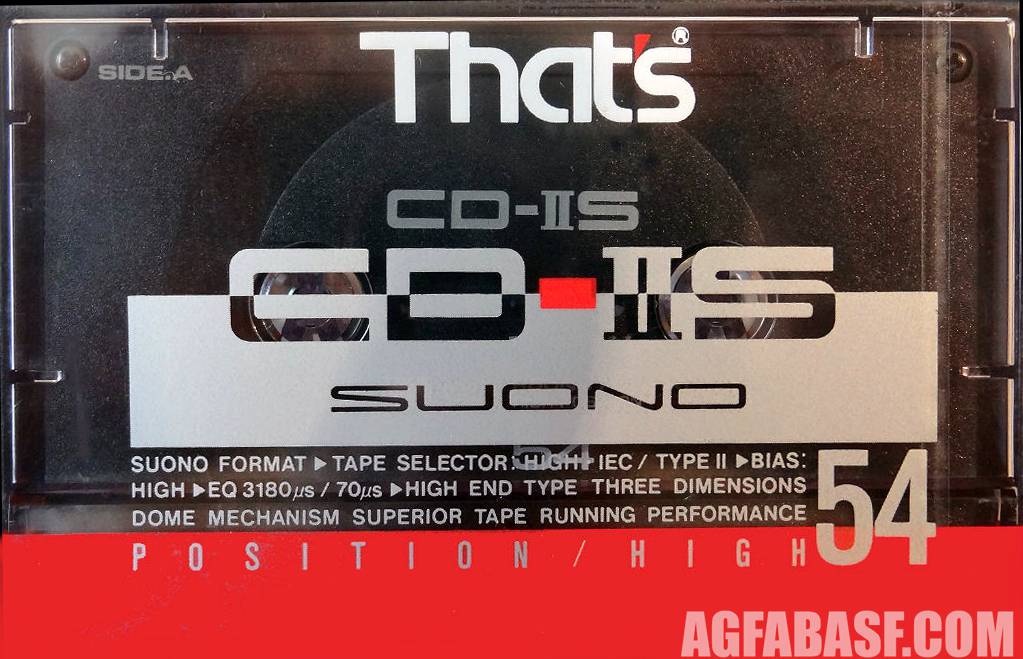 That's®
SIDE.A
CD-IIS
CD-IIS
SUONO
54
SUONO FORMAT ▶ TAPE SELECTOR: HIGH • IEC / TYPE II ▶ BIAS:
HIGH ▶ EQ 3180μs / 70μs ▶ HIGH END TYPE THREE DIMENSIONS
DOME MECHANISM SUPERIOR TAPE RUNNING PERFORMANCE
54
POSITION / HIGH
AGFABASF.COM